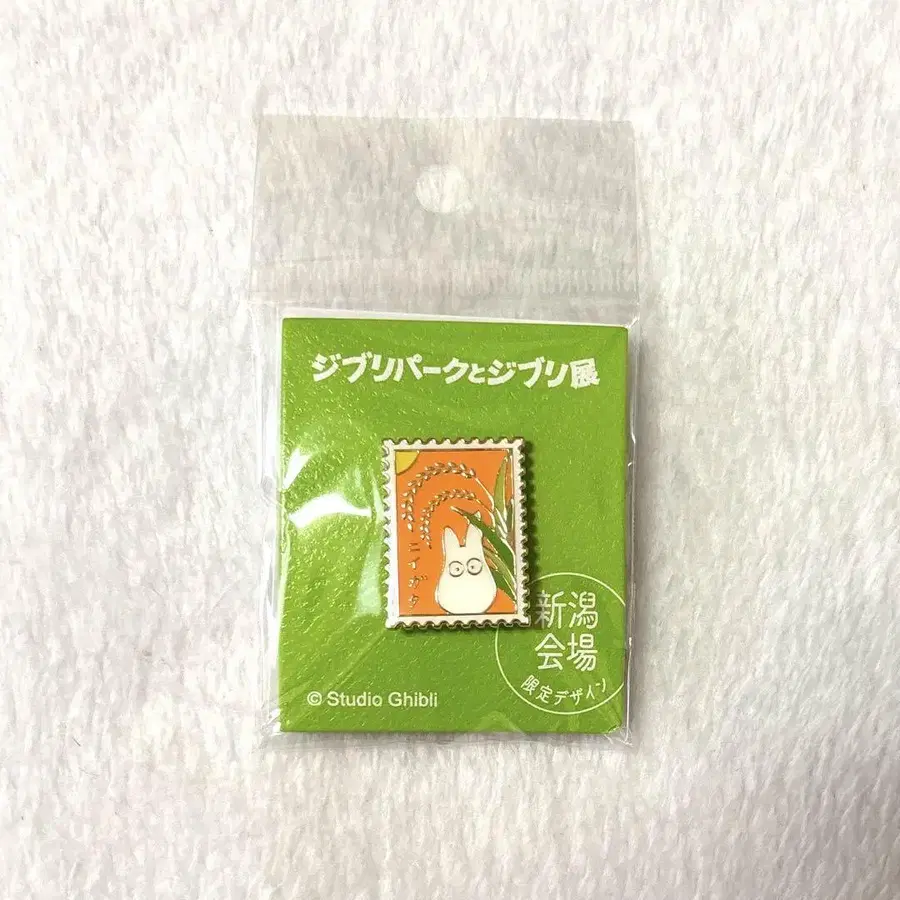 ジブリパークとジブリ展
ニイガタ
新潟
会場
限定デザイン
© Studio Ghibli